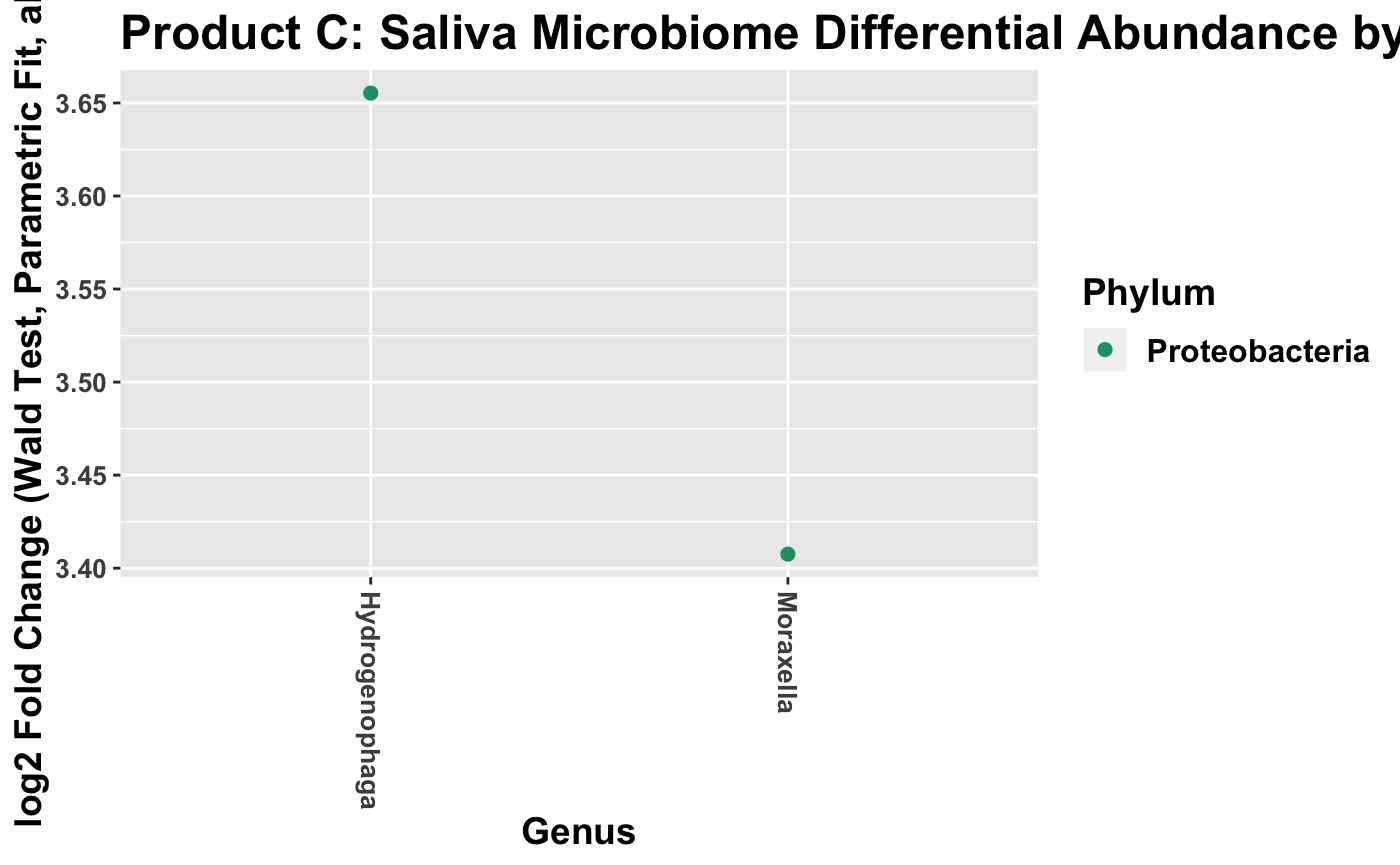 Product C: Saliva Microbiome Differential Abundance by
log2 Fold Change (Wald Test, Parametric Fit,
3.65
3.60
3.55
3.50
3.45
3.40
Hydrogenophaga
Moraxella
Genus
Phylum
Proteobacteria